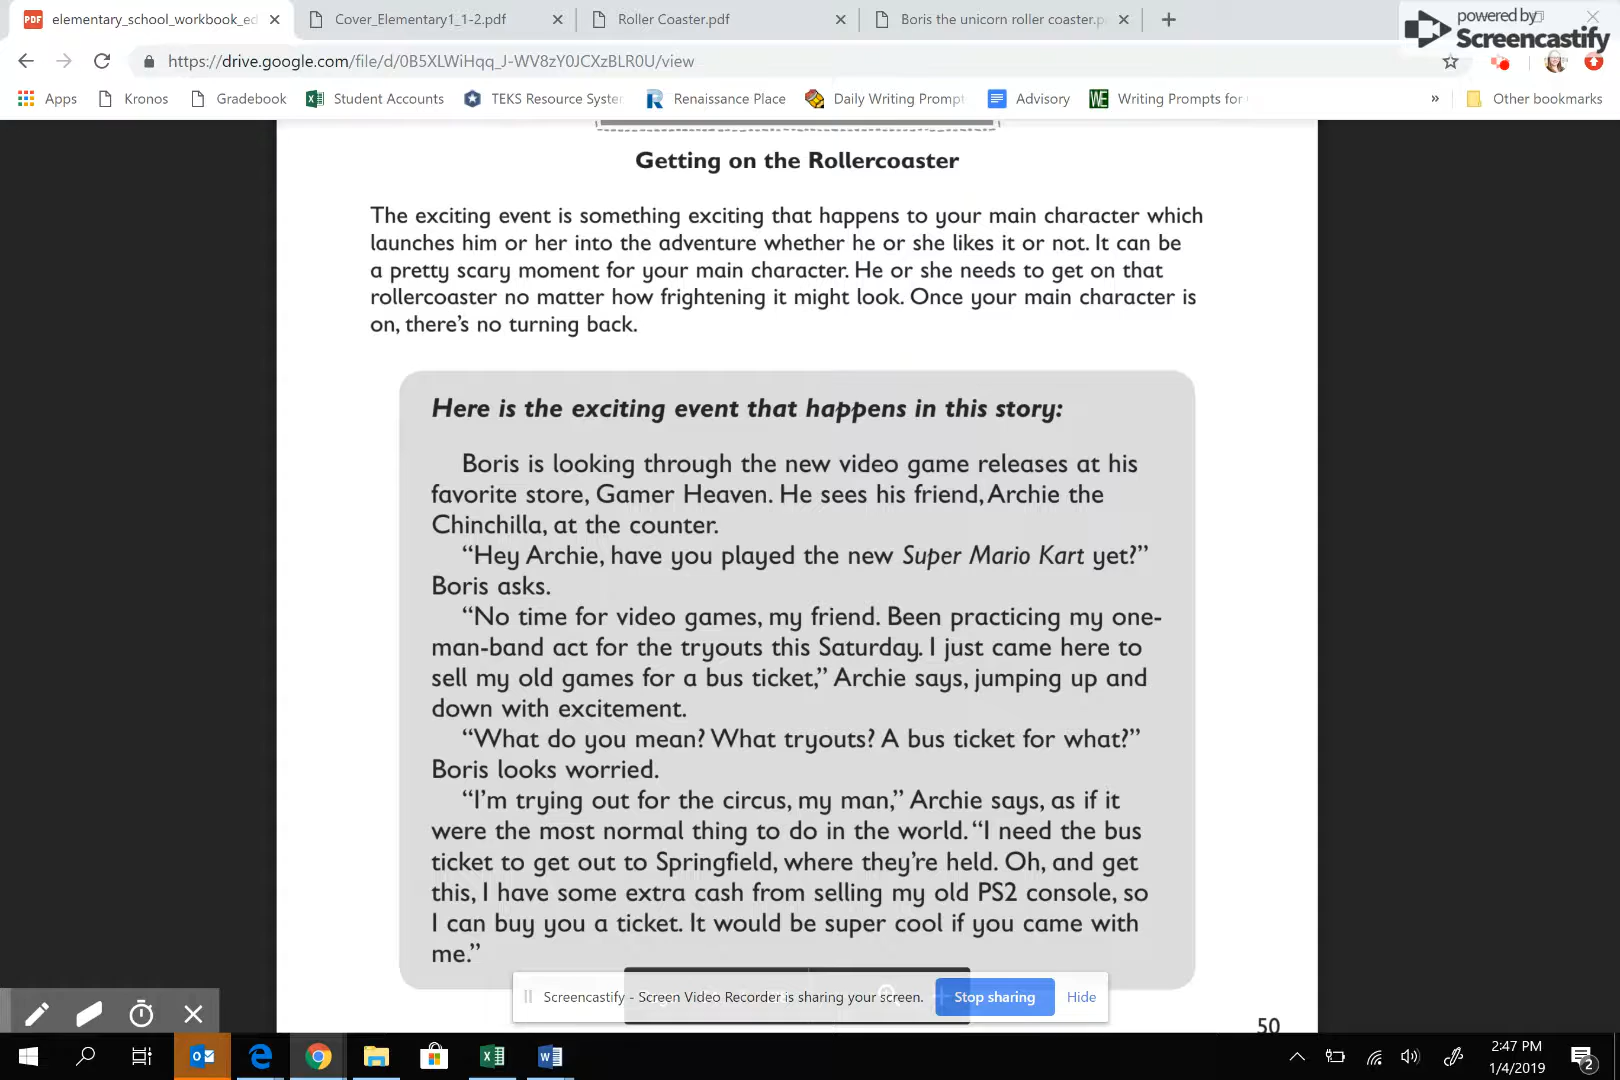 elementary_school_workbook_ed
Cover_Elementary1_1-2.pdf
Roller Coaster.pdf
Boris the unicorn roller coaster.p
powered by
Screencastify
https://drive.google.com/file/d/0B5XLWiHqq_J-WV8zY0JCXzBLR0U/view
Apps
Kronos
Gradebook
Student Accounts
TEKS Resource Syste
Renaissance Place
Daily Writing Prompt
Advisory
Writing Prompts for
»
Other bookmarks
Getting on the Rollercoaster
The exciting event is something exciting that happens to your main character which
launches him or her into the adventure whether he or she likes it or not. It can be
a pretty scary moment for your main character. He or she needs to get on that
rollercoaster no matter how frightening it might look. Once your main character is
on, there's no turning back.
Here is the exciting event that happens in this story:
Boris is looking through the new video game releases at his
favorite store, Gamer Heaven. He sees his friend, Archie the
Chinchilla, at the counter.
“Hey Archie, have you played the new Super Mario Kart yet?”
Boris asks.
“No time for video games, my friend. Been practicing my one-
man-band act for the tryouts this Saturday. I just came here to
sell my old games for a bus ticket,” Archie says, jumping up and
down with excitement.
“What do you mean? What tryouts? A bus ticket for what?”
Boris looks worried.
“I'm trying out for the circus, my man,” Archie says, as if it
were the most normal thing to do in the world. “I need the bus
ticket to get out to Springfield, where they're held. Oh, and get
this, I have some extra cash from selling my old PS2 console, so
I can buy you a ticket. It would be super cool if you came with
me.”
Screencastify - Screen Video Recorder is sharing your screen.
Stop sharing
Hide
50
2:47 PM
1/4/2019
2